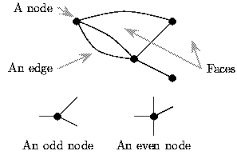 A node
An edge
Faces
An odd node
An even node